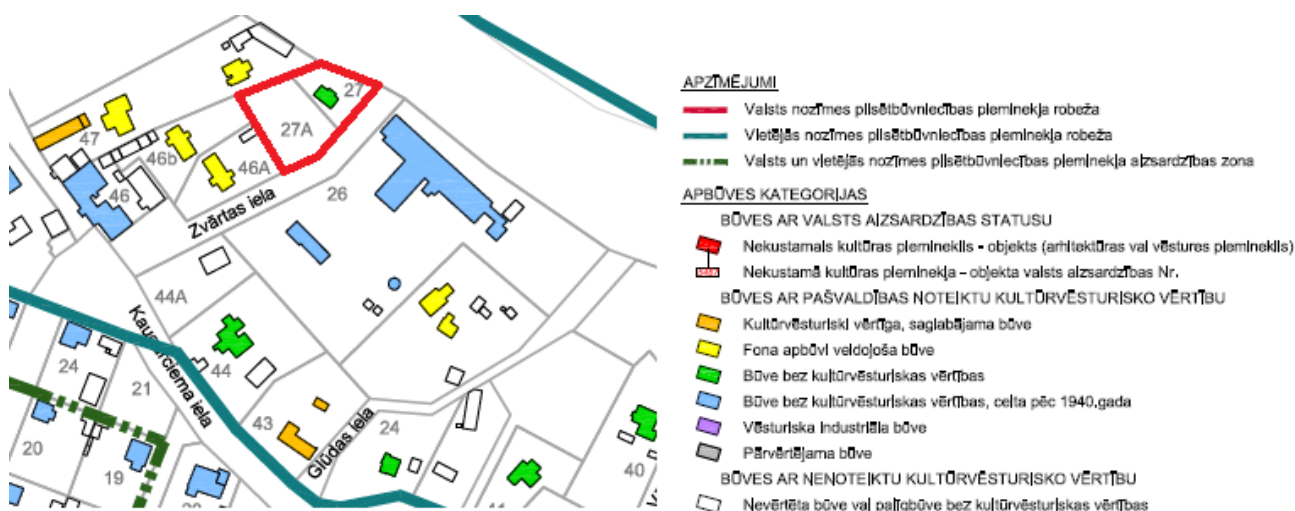 27
47
27A
46b
46A
46
26
Zvārtas iela
44A
Kauguciema iela
24
44
21
43
Glūdas iela
24
20
19
40
APZĪMĒJUMI
Valsts nozīmes pilsētbūvniecības pieminekļa robeža
Vietējās nozīmes pilsētbūvniecības pieminekļa robeža
Valsts un vietējās nozīmes pilsētbūvniecības pieminekļa aizsardzības zona
APBŪVES KATEGORIJAS
BŪVES AR VALSTS AIZSARDZĪBAS STATUSU
Nekustamais kultūras piemineklis - objekts (arhitektūras vai vēstures piemineklis)
Nekustamā kultūras pieminekļa - objekta valsts aizsardzības Nr.
BŪVES AR PAŠVALDĪBAS NOTEIKTU KULTŪRVĒSTURISKO VĒRTĪBU
Kultūrvēsturiski vērtīga, saglabājama būve
Fona apbūvi veidojoša būve
Būve bez kultūrvēsturiskas vērtības
Būve bez kultūrvēsturiskas vērtības, celta pēc 1940.gada
Vēsturiska industriāla būve
Pārvērtējama būve
BŪVES AR NENOTEIKTU KULTŪRVĒSTURISKO VĒRTĪBU
Nevērtēta būve vai palīgbūve bez kultūrvēsturiskas vērtības